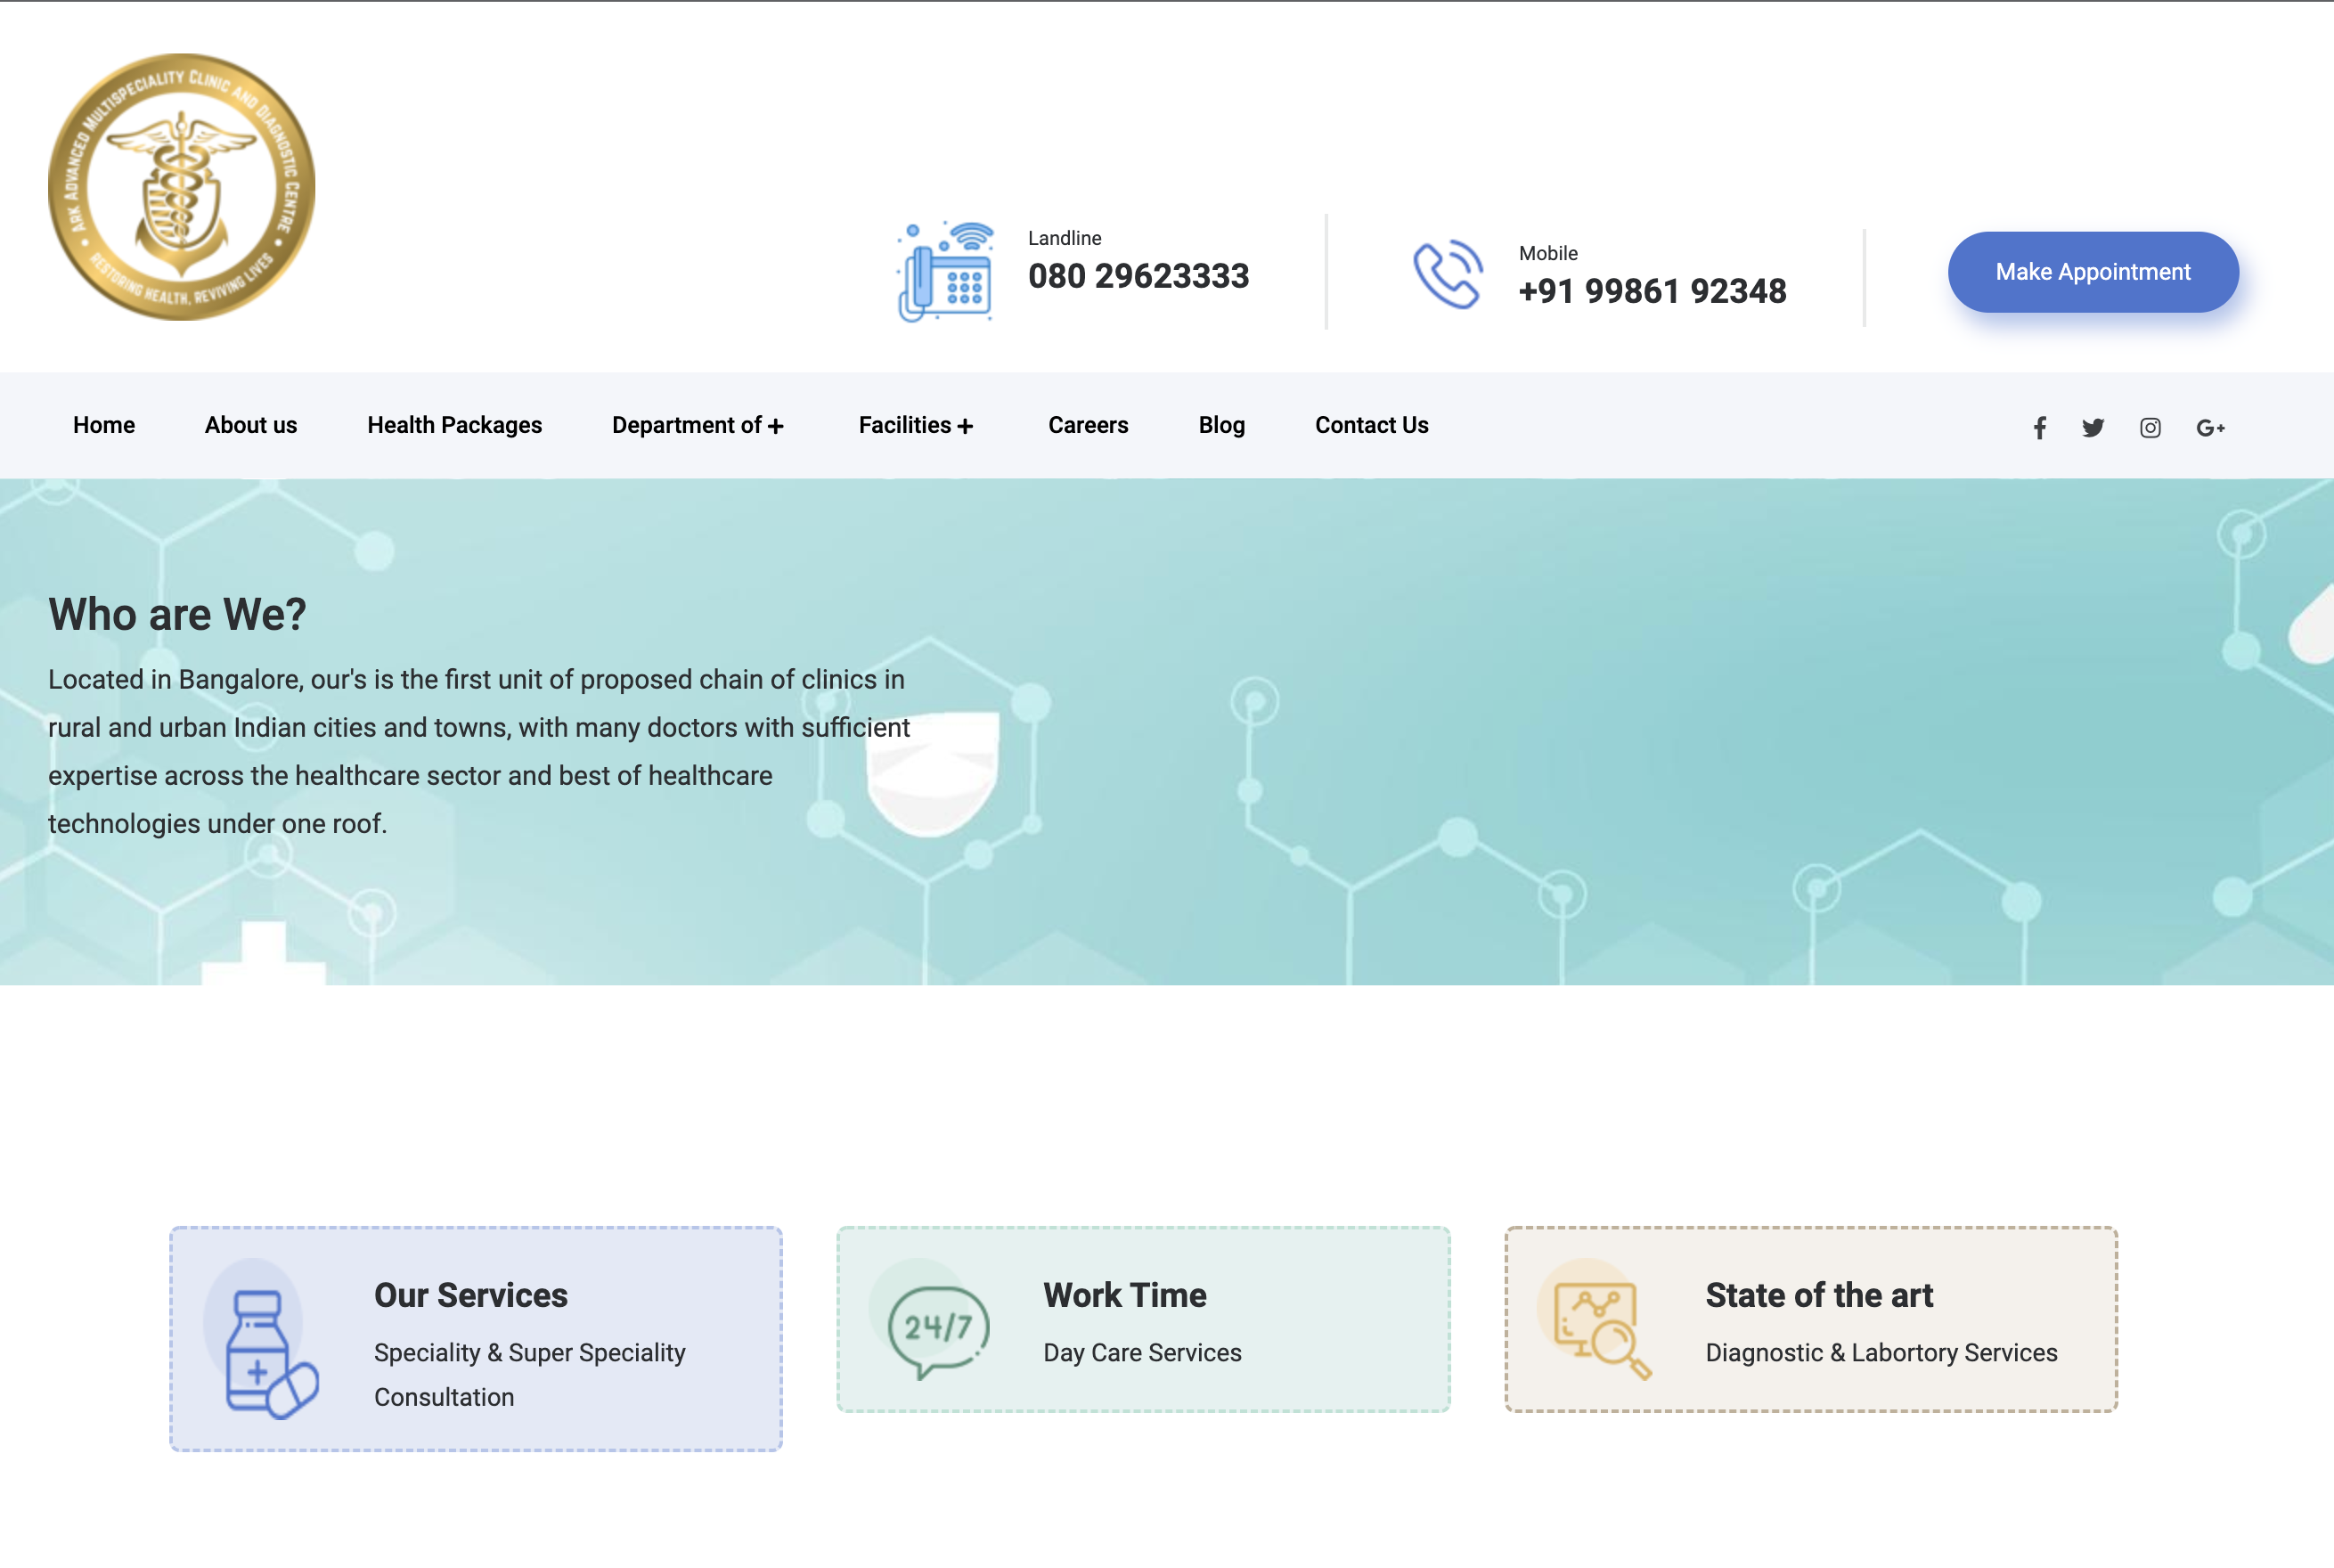 ARK ADVANCED MULTISPECIALITY CLINIC AND DIAGNOSTIC CENTRE
RESTORING HEALTH, REVIVING LIVES
Landline
080 29623333
Mobile
+91 99861 92348
Make Appointment
Home About us Health Packages Department of + Facilities + Careers Blog Contact Us G+
Who are We?
Located in Bangalore, our's is the first unit of proposed chain of clinics in
rural and urban Indian cities and towns, with many doctors with sufficient
expertise across the healthcare sector and best of healthcare
technologies under one roof.
Our Services
Speciality & Super Speciality
Consultation
24/7
Work Time
Day Care Services
State of the art
Diagnostic & Labortory Services